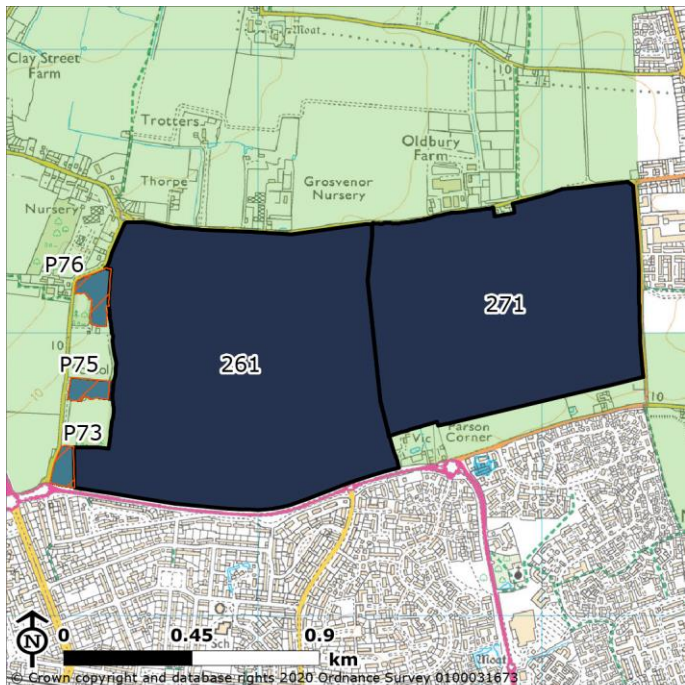 Moat
Clay Street
Farm
10
Trotters
Oldbury
Farm
Thorpe
Grosvenor
Nursery
Nursery
P76
271
10
10
P75
261
10
P73
Vic
Parson
Corner
N
0
0.45
0.9
km
Sch
Moat
© Crown copyright and database rights 2020 Ordnance Survey 0100031673